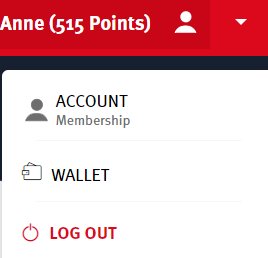 Anne (515 Points)
ACCOUNT
Membership
WALLET
LOG OUT